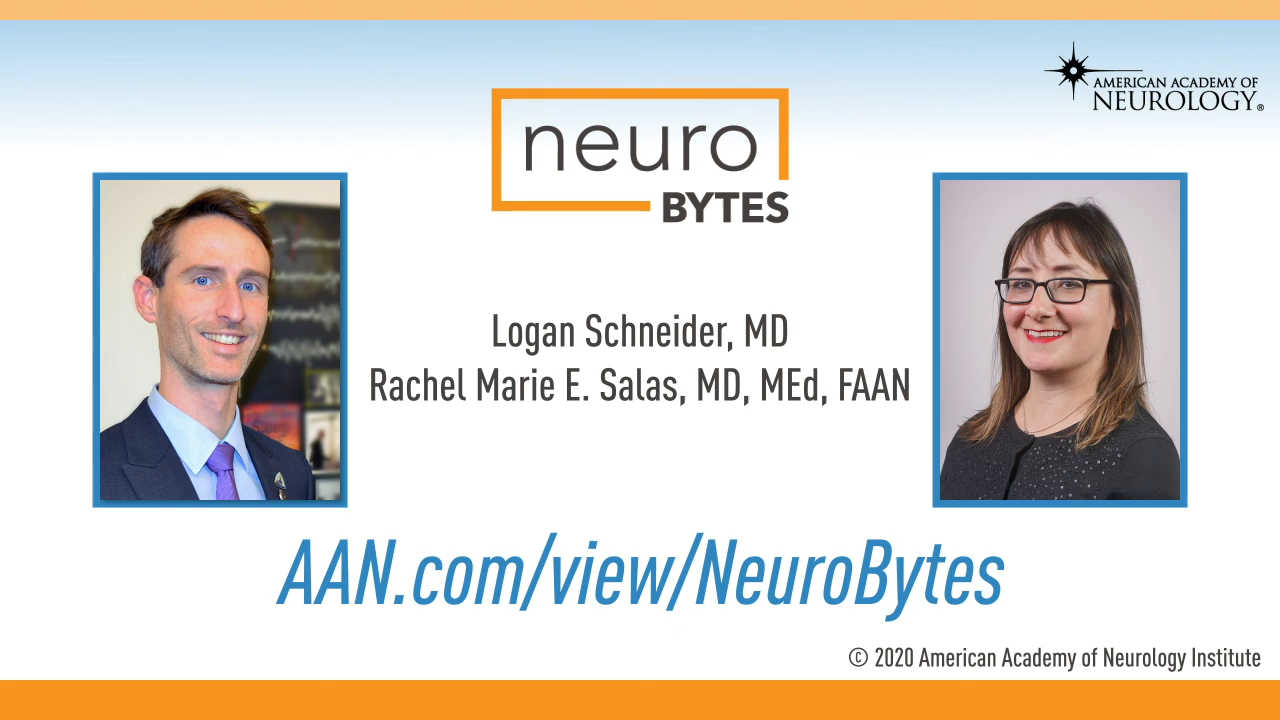 AMERICAN ACADEMY OF
NEUROLOGY®
neuro
BYTES
Logan Schneider, MD
Rachel Marie E. Salas, MD, MEd, FAAN
AAN.com/view/NeuroBytes
© 2020 American Academy of Neurology Institute